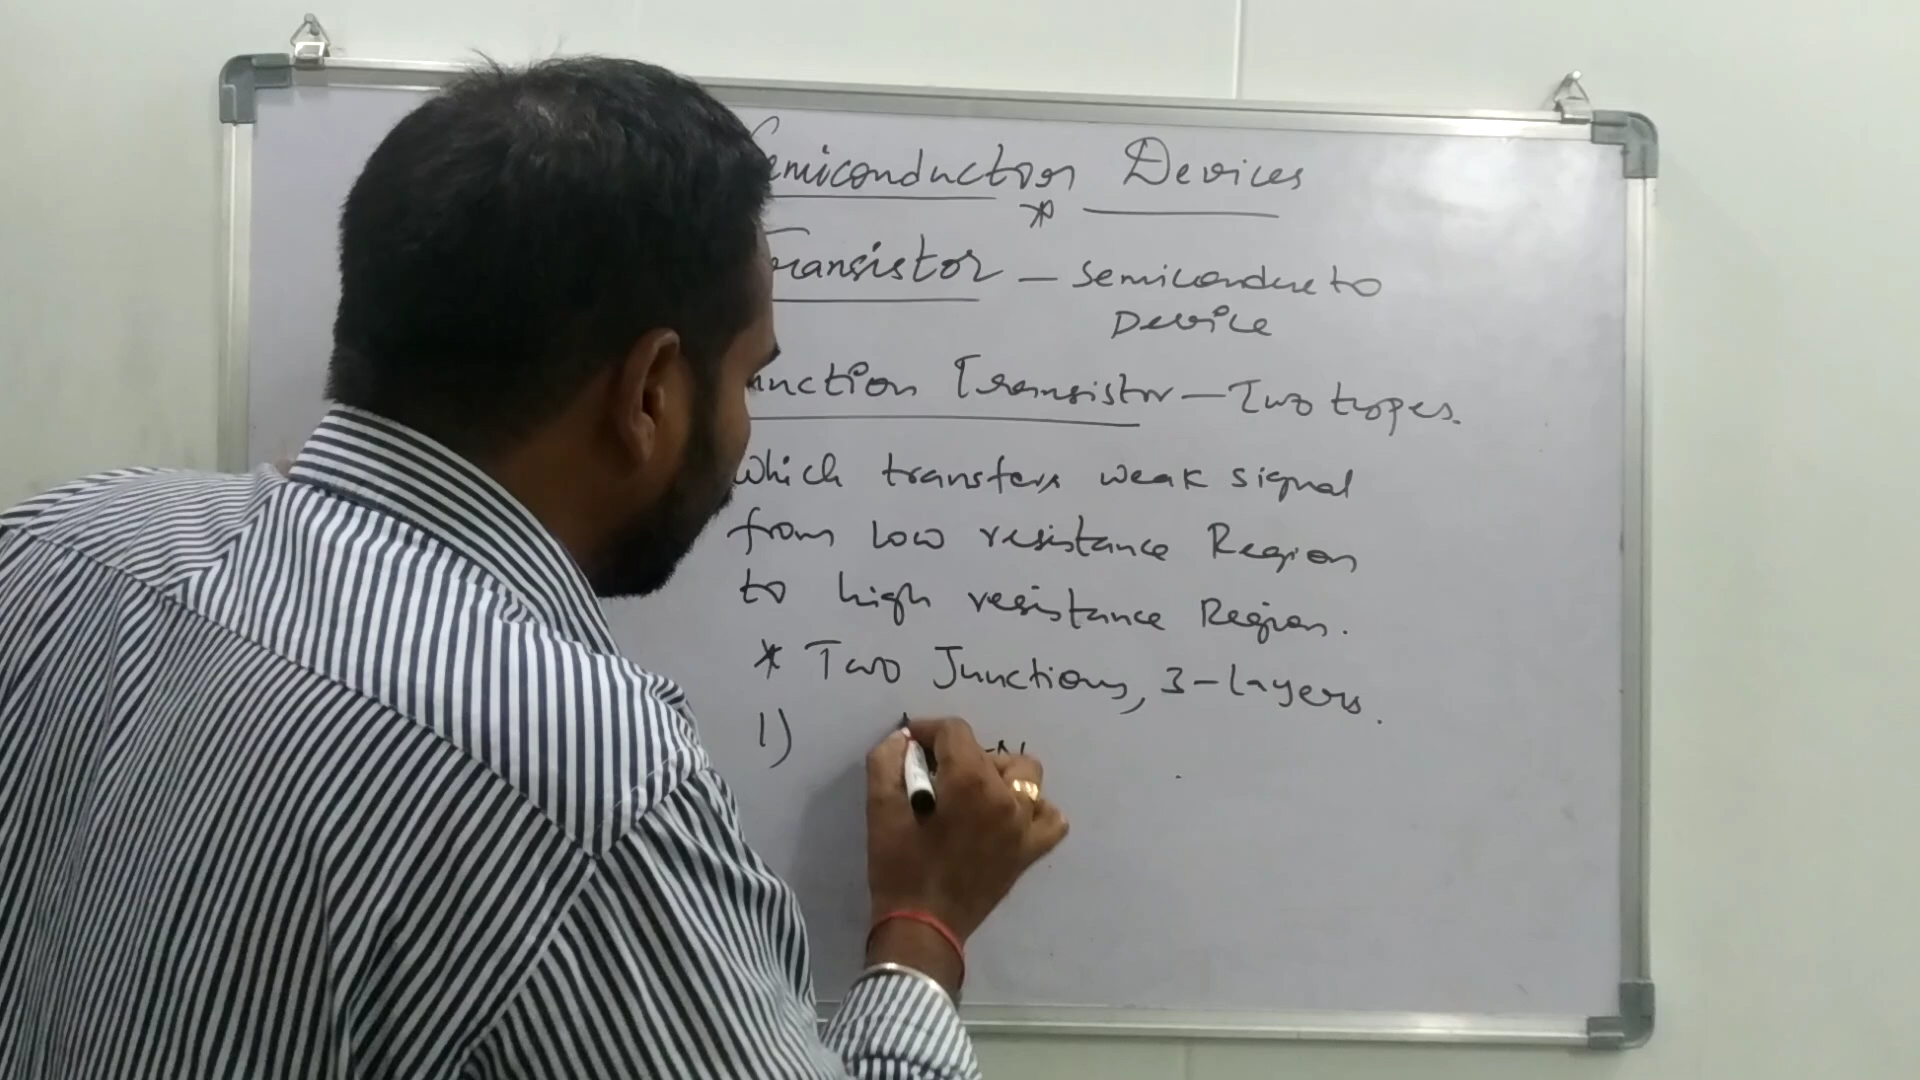 emiconductor Devices
*
ransistor - semiconducto
Device
unction Transistor - Two types.
which transfers weak signal
from Low resistance Region
to high resistance Region.
* Two Junctions, 3-Layers.
1) -N